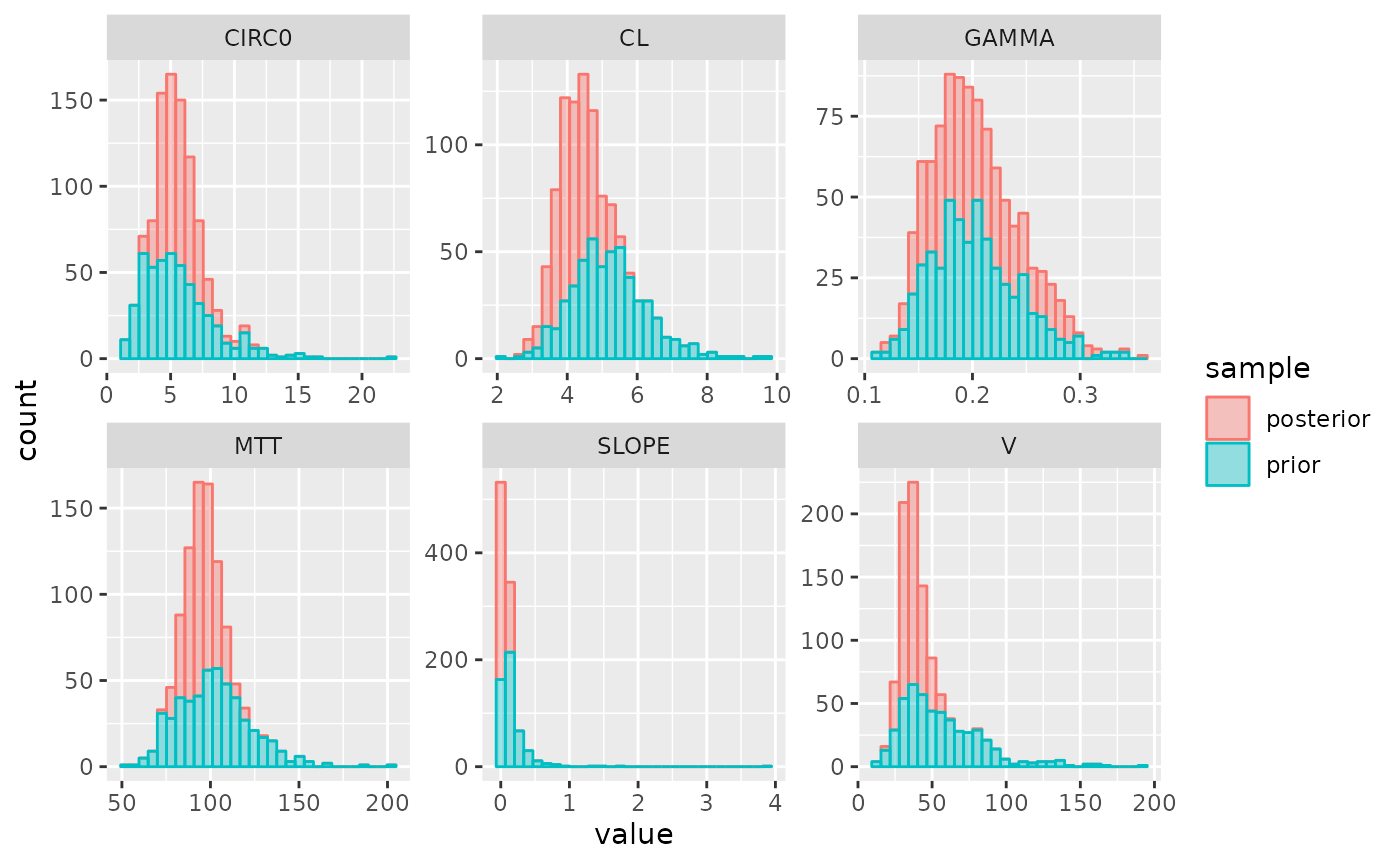 CIRC0 CL GAMMA
150 100 50 0
0 5 10 15 20
100 50 0
2 4 6 8 10
75 50 25 0
0.1 0.2 0.3
MTT SLOPE V
150 100 50 0
50 100 150 200
400 200 0
0 1 2 3 4
200 150 100 50 0
0 50 100 150 200
count
value
sample
posterior
prior